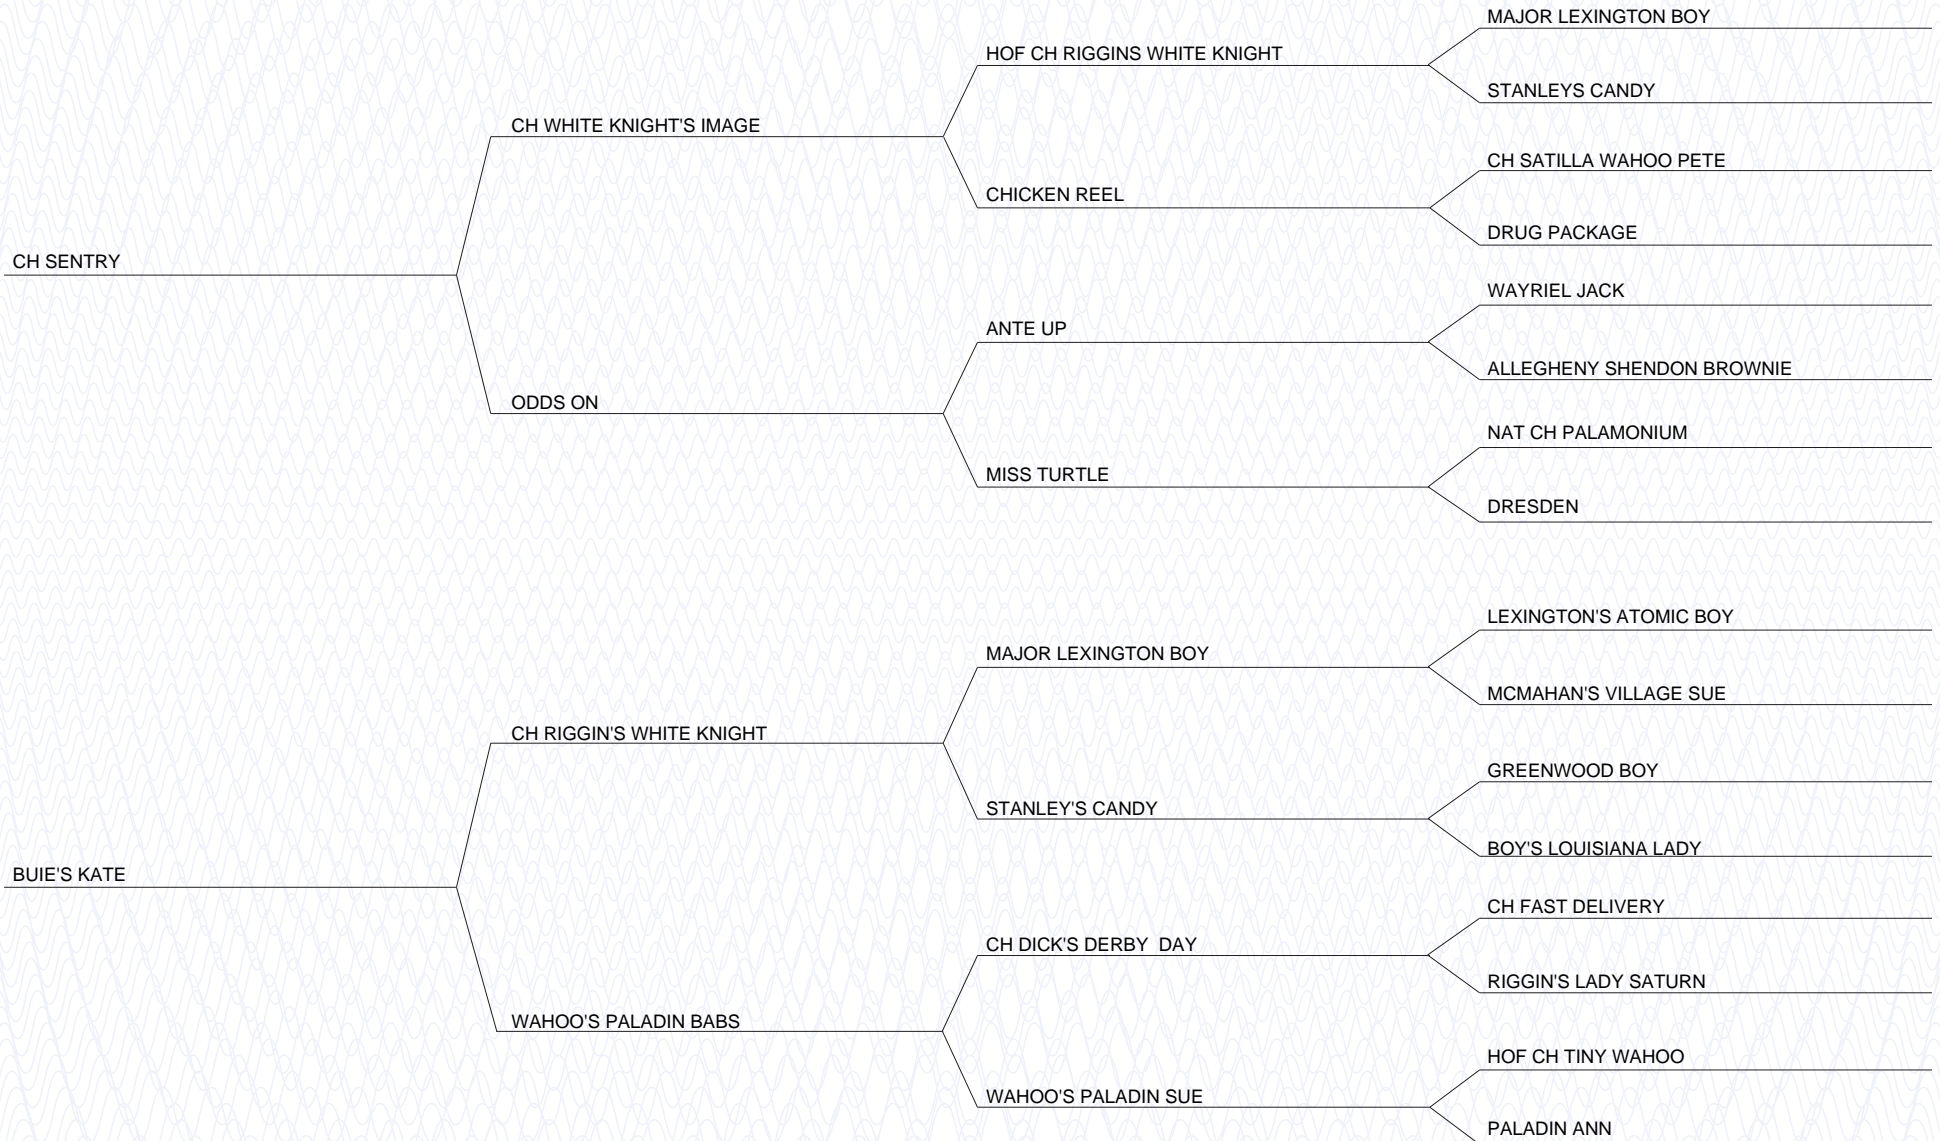 MAJOR LEXINGTON BOY
HOF CH RIGGINS WHITE KNIGHT
STANLEYS CANDY
CH WHITE KNIGHT'S IMAGE
CH SATILLA WAHOO PETE
CHICKEN REEL
DRUG PACKAGE
CH SENTRY
WAYRIEL JACK
ANTE UP
ALLEGHENY SHENDON BROWNIE
ODDS ON
NAT CH PALAMONIUM
MISS TURTLE
DRESDEN
LEXINGTON'S ATOMIC BOY
MAJOR LEXINGTON BOY
MCMAHAN'S VILLAGE SUE
CH RIGGIN'S WHITE KNIGHT
GREENWOOD BOY
STANLEY'S CANDY
BOY'S LOUISIANA LADY
BUIE'S KATE
CH FAST DELIVERY
CH DICK'S DERBY  DAY
RIGGIN'S LADY SATURN
WAHOO'S PALADIN BABS
HOF CH TINY WAHOO
WAHOO'S PALADIN SUE
PALADIN ANN